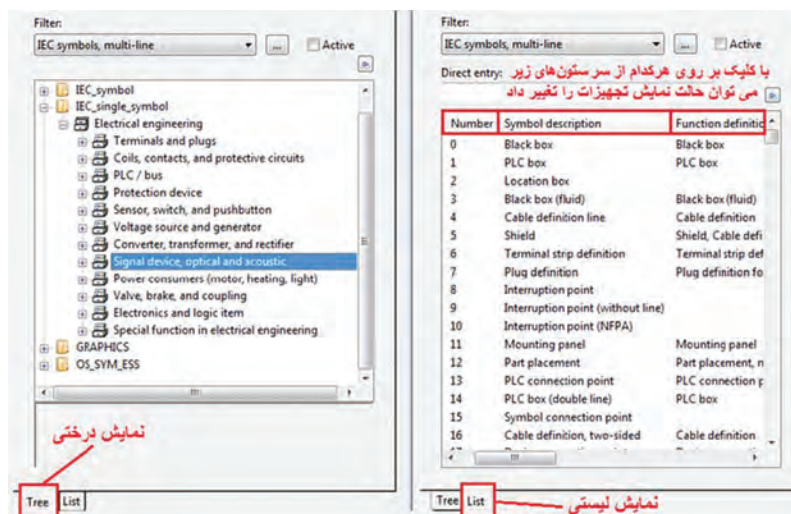 Filter:
IEC symbols, multi-line
...
Active
IEC_symbol
IEC_single_symbol
Electrical engineering
Terminals and plugs
Coils, contacts, and protective circuits
PLC / bus
Protection device
Sensor, switch, and pushbutton
Voltage source and generator
Converter, transformer, and rectifier
Signal device, optical and acoustic
Power consumers (motor, heating, light)
Valve, brake, and coupling
Electronics and logic item
Special function in electrical engineering
GRAPHICS
OS_SYM_ESS
نمایش درختی
Tree List
Filter:
IEC symbols, multi-line
...
Active
Direct entry:
با کلیک بر روی هرکدام از سر ستون‌های زیر
می توان حالت نمایش تجهیزات را تغییر داد
Number Symbol description Function definitic
0 Black box Black box
1 PLC box PLC box
2 Location box
3 Black box (fluid) Black box (fluid)
4 Cable definition line Cable definition
5 Shield Shield, Cable defi
6 Terminal strip definition Terminal strip def
7 Plug definition Plug definition fo
8 Interruption point
9 Interruption point (without line)
10 Interruption point (NFPA)
11 Mounting panel Mounting panel
12 Part placement Part placement, n
13 PLC connection point PLC connection p
14 PLC box (double line) PLC box
15 Symbol connection point
16 Cable definition, two-sided Cable definition
Tree List
نمایش لیستی